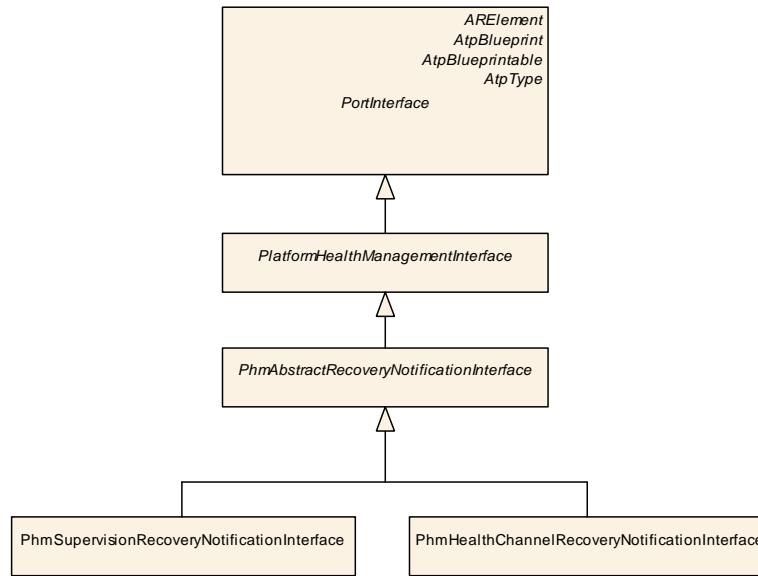 ARElement
AtpBlueprint
AtpBlueprintable
AtpType
PortInterface
PlatformHealthManagementInterface
PhmAbstractRecoveryNotificationInterface
PhmSupervisionRecoveryNotificationInterface
PhmHealthChannelRecoveryNotificationInterface